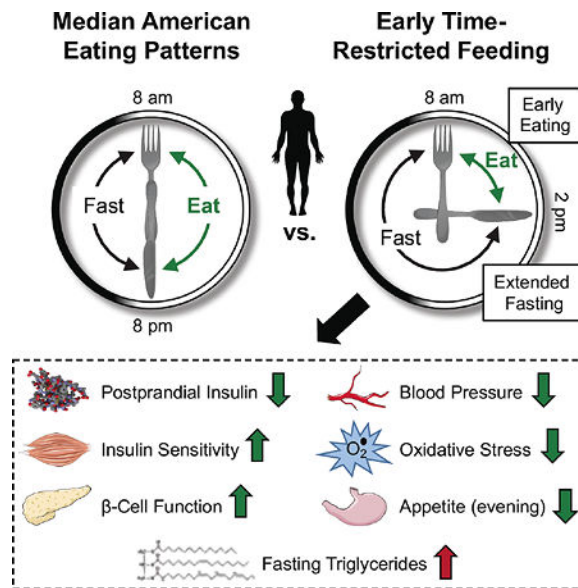 Median American
Eating Patterns
Early Time-
Restricted Feeding
8 am
Fast
Eat
8 pm
vs.
8 am
Early
Eating
Eat
2 pm
Fast
Extended
Fasting
Postprandial Insulin
Blood Pressure
Insulin Sensitivity
O₂•
Oxidative Stress
β-Cell Function
Appetite (evening)
Fasting Triglycerides